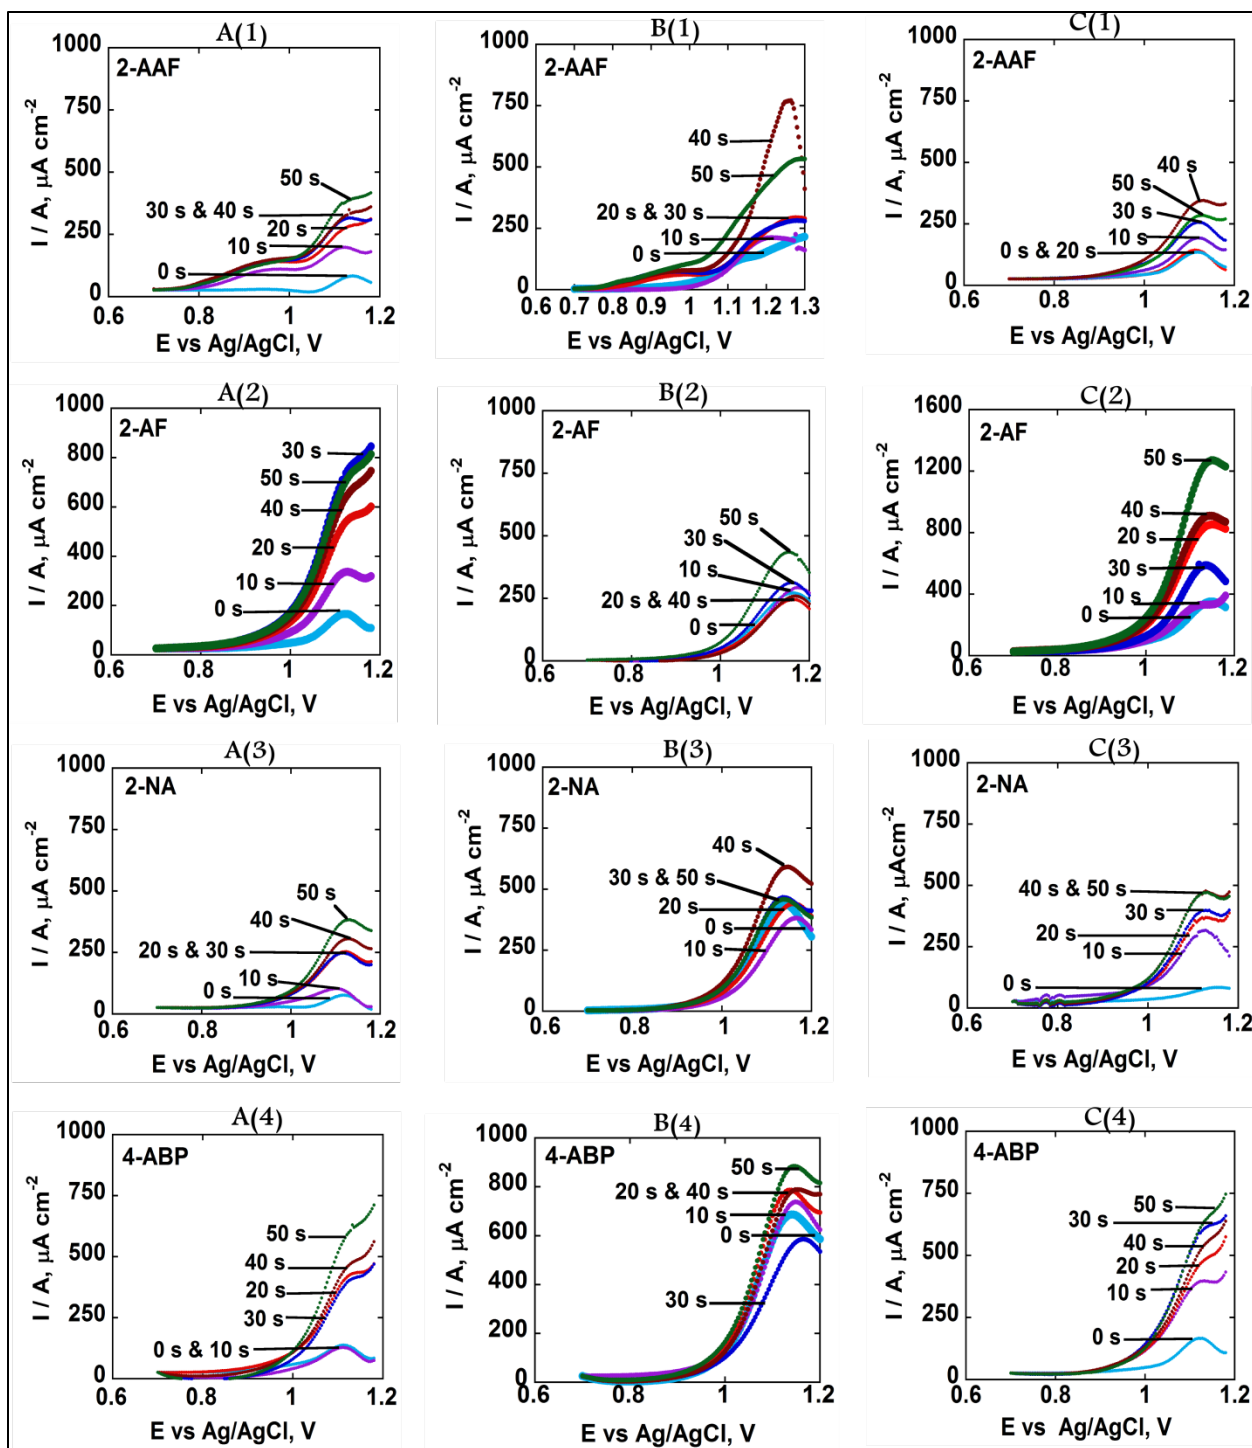 A(1)
1000
2-AAF
750
500
250
0
50 s
30 s & 40 s
20 s
10 s
0 s
0.6 0.8 1 1.2
I / A, μA cm-2
E vs Ag/AgCl, V
B(1)
1000
2-AAF
750
500
250
0
40 s
50 s
20 s & 30 s
10 s
0 s
0.6 0.7 0.8 0.9 1 1.1 1.2 1.3
I / A, μA cm-2
E vs Ag/AgCl, V
C(1)
1000
2-AAF
750
500
250
0
40 s
50 s
30 s
10 s
0 s & 20 s
0.6 0.8 1 1.2
I / A, μA cm-2
E vs Ag/AgCl, V
A(2)
1000
2-AF
800
600
400
200
0
30 s
50 s
40 s
20 s
10 s
0 s
0.6 0.8 1 1.2
I / A, μA cm-2
E vs Ag/AgCl, V
B(2)
1000
2-AF
750
500
250
0
50 s
30 s
10 s
20 s & 40 s
0 s
0.6 0.8 1 1.2
I / A, μA cm-2
E vs Ag/AgCl, V
C(2)
1600
2-AF
1200
800
400
0
50 s
40 s
20 s
30 s
10 s
0 s
0.6 0.8 1 1.2
I / A, μA cm-2
E vs Ag/AgCl, V
A(3)
1000
2-NA
750
500
250
0
50 s
40 s
20 s & 30 s
10 s
0 s
0.6 0.8 1 1.2
I / A, μA cm-2
E vs Ag/AgCl, V
B(3)
1000
2-NA
750
500
250
0
40 s
30 s & 50 s
20 s
0 s
10 s
0.6 0.8 1 1.2
I / A, μA cm-2
E vs Ag/AgCl, V
C(3)
1000
2-NA
750
500
250
0
40 s & 50 s
30 s
20 s
10 s
0 s
0.6 0.8 1 1.2
I / A, μAcm-2
E vs Ag/AgCl, V
A(4)
1000
4-ABP
750
500
250
0
50 s
40 s
20 s
30 s
0 s & 10 s
0.6 0.8 1 1.2
I / A, μA cm-2
E vs Ag/AgCl, V
B(4)
1000
4-ABP
800
600
400
200
0
50 s
20 s & 40 s
10 s
0 s
30 s
0.6 0.8 1 1.2
I / A, μA cm-2
E vs Ag/AgCl, V
C(4)
1000
4-ABP
750
500
250
0
50 s
30 s
40 s
20 s
10 s
0 s
0.6 0.8 1 1.2
I / A, μA cm-2
E vs Ag/AgCl, V